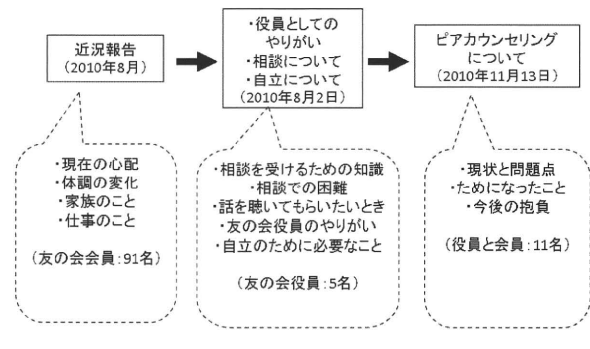 近況報告
（2010年8月）
・役員としての
やりがい
・相談について
・自立について
（2010年8月2日）
ピアカウンセリング
について
（2010年11月13日）
・現在の心配
・体調の変化
・家族のこと
・仕事のこと
（友の会会員：91名）
・相談を受けるための知識
・相談での困難
・話を聴いてもらいたいとき
・友の会役員のやりがい
・自立のために必要なこと
（友の会役員：5名）
・現状と問題点
・ためになったこと
・今後の抱負
（役員と会員：11名）